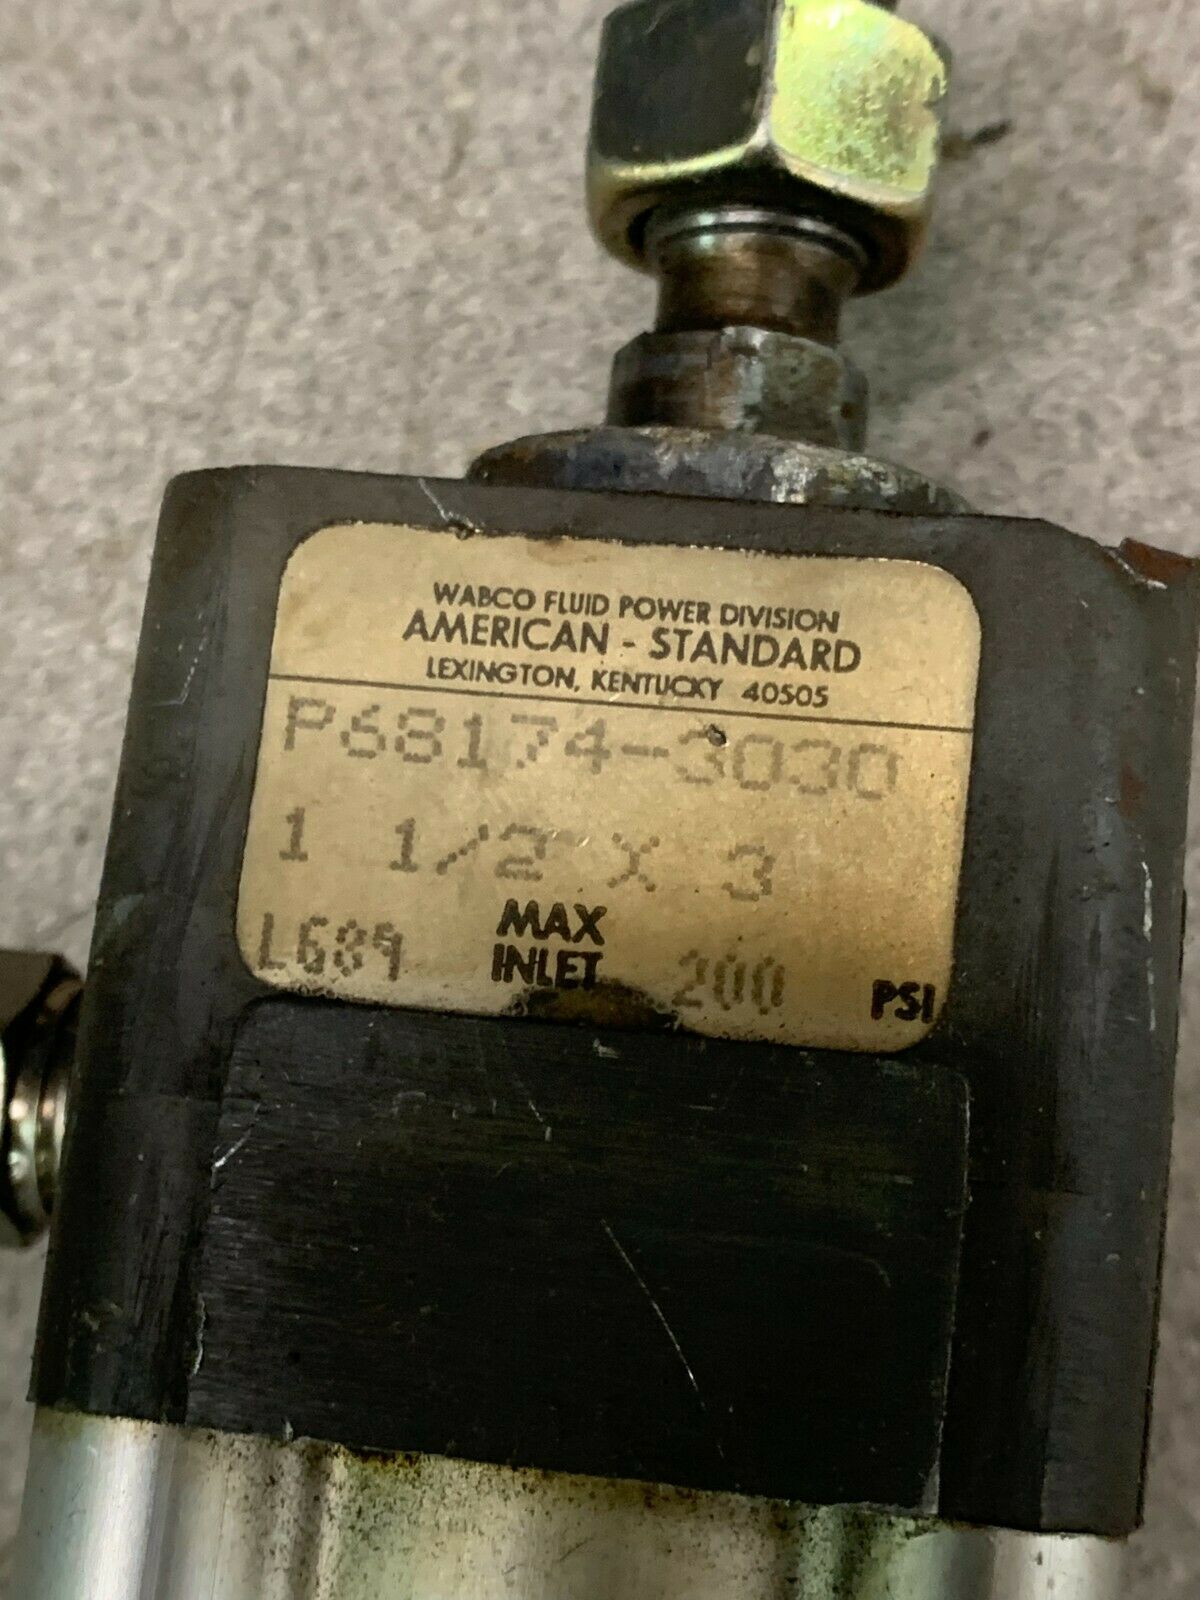 WABCO FLUID POWER DIVISION
AMERICAN - STANDARD
LEXINGTON, KENTUCKY 40505
P68174-3030
1 1/2 X 3
L689 MAX INLET 200 PSI